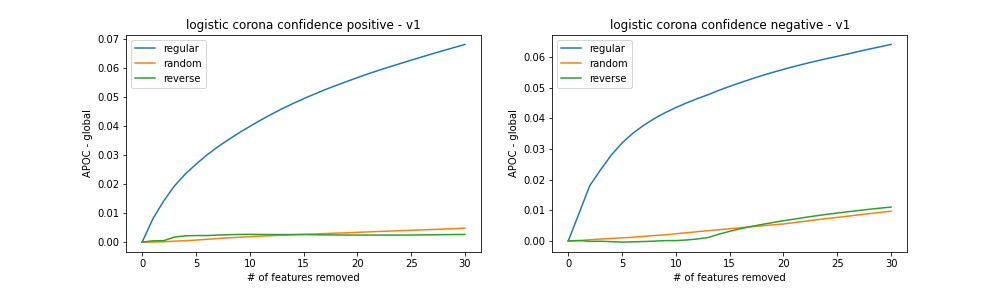 logistic corona confidence positive - v1
0.07
0.06
0.05
0.04
0.03
0.02
0.01
0.00
APOC - global
regular
random
reverse
0 5 10 15 20 25 30
# of features removed
logistic corona confidence negative - v1
0.06
0.05
0.04
0.03
0.02
0.01
0.00
APOC - global
regular
random
reverse
0 5 10 15 20 25 30
# of features removed